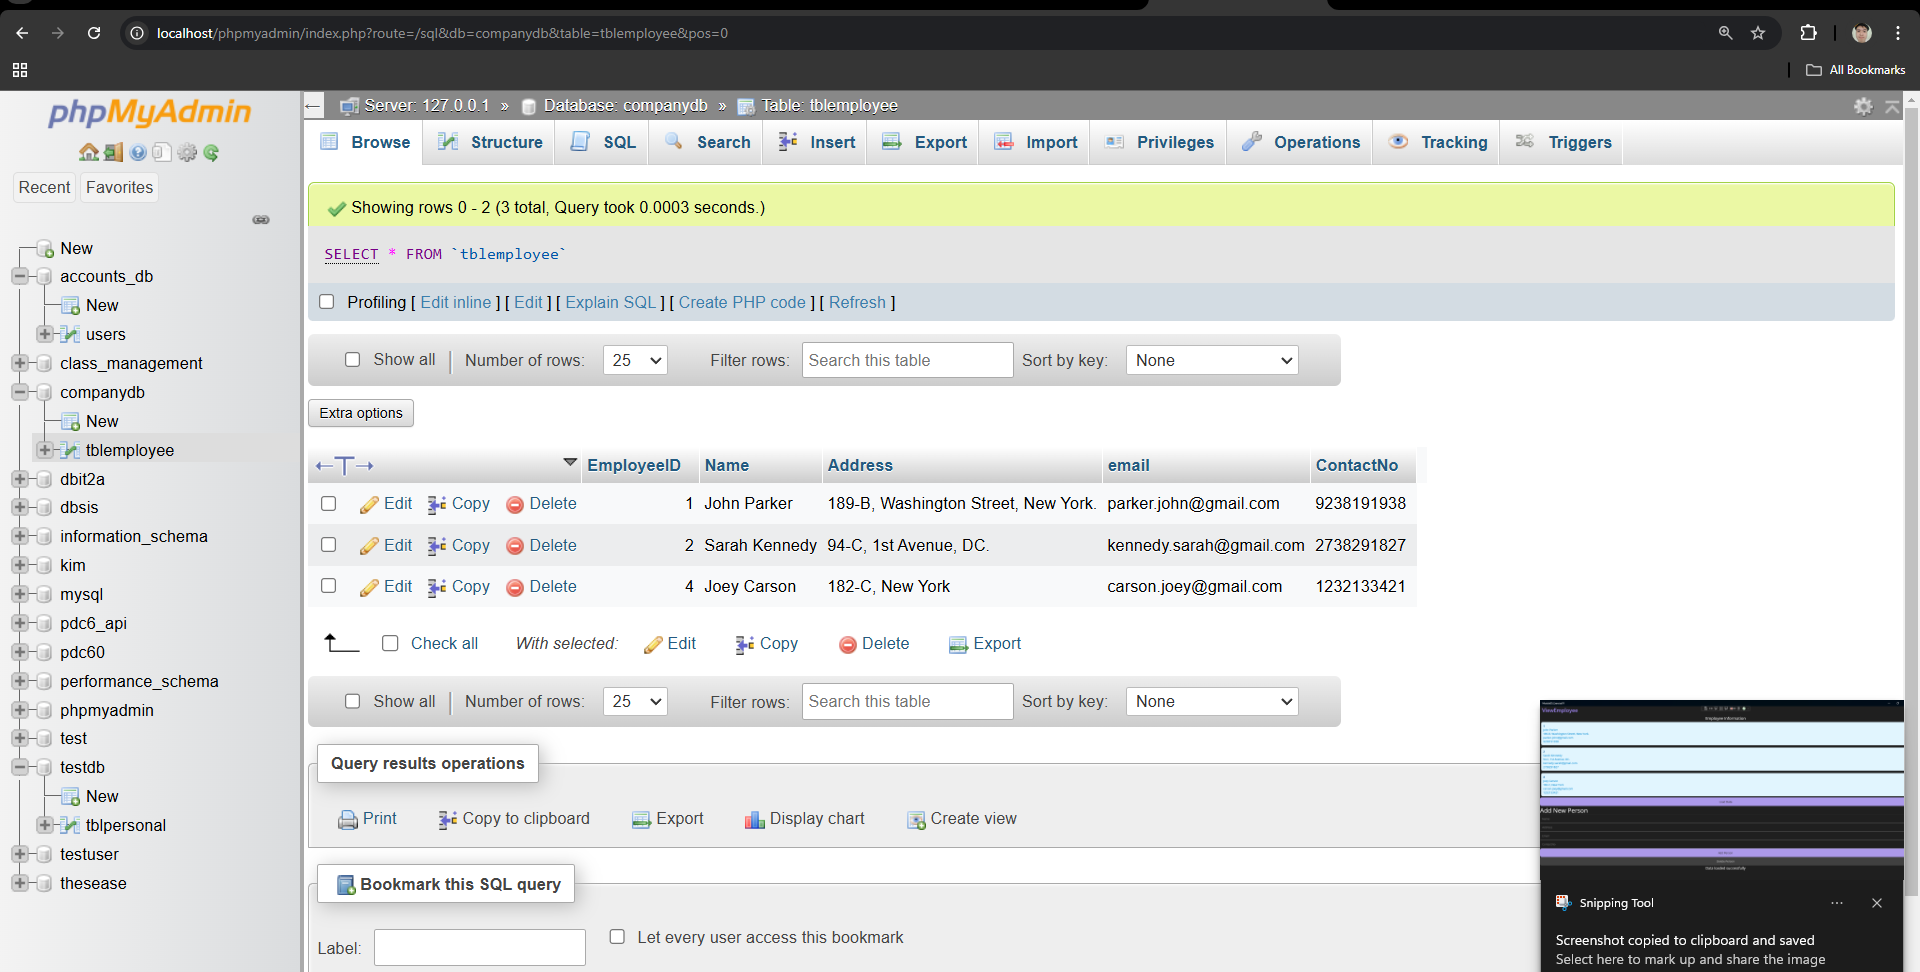 localhost/phpmyadmin/index.php?route=/sql&db=companydb&table=tblemployee&pos=0
All Bookmarks
phpMyAdmin
Recent Favorites
New
accounts_db
New
users
class_management
companydb
New
tblemployee
dbit2a
dbsis
information_schema
kim
mysql
pdc6_api
pdc60
performance_schema
phpmyadmin
test
testdb
New
tblpersonal
testuser
thesease
Server: 127.0.0.1 » Database: companydb » Table: tblemployee
Browse Structure SQL Search Insert Export Import Privileges Operations Tracking Triggers
Showing rows 0 - 2 (3 total, Query took 0.0003 seconds.)
SELECT * FROM `tblemployee`
Profiling [ Edit inline ] [ Edit ] [ Explain SQL ] [ Create PHP code ] [ Refresh ]
Show all Number of rows: 25 Filter rows: Search this table Sort by key: None
Extra options
EmployeeID Name Address email ContactNo
Edit Copy Delete 1 John Parker 189-B, Washington Street, New York. parker.john@gmail.com 9238191938
Edit Copy Delete 2 Sarah Kennedy 94-C, 1st Avenue, DC. kennedy.sarah@gmail.com 2738291827
Edit Copy Delete 4 Joey Carson 182-C, New York carson.joey@gmail.com 1232133421
Check all With selected: Edit Copy Delete Export
Show all Number of rows: 25 Filter rows: Search this table Sort by key: None
Query results operations
Print Copy to clipboard Export Display chart Create view
Bookmark this SQL query
Label: Let every user access this bookmark
ViewEmployee
Employee Information
Add New Person
Snipping Tool
Screenshot copied to clipboard and saved
Select here to mark up and share the image